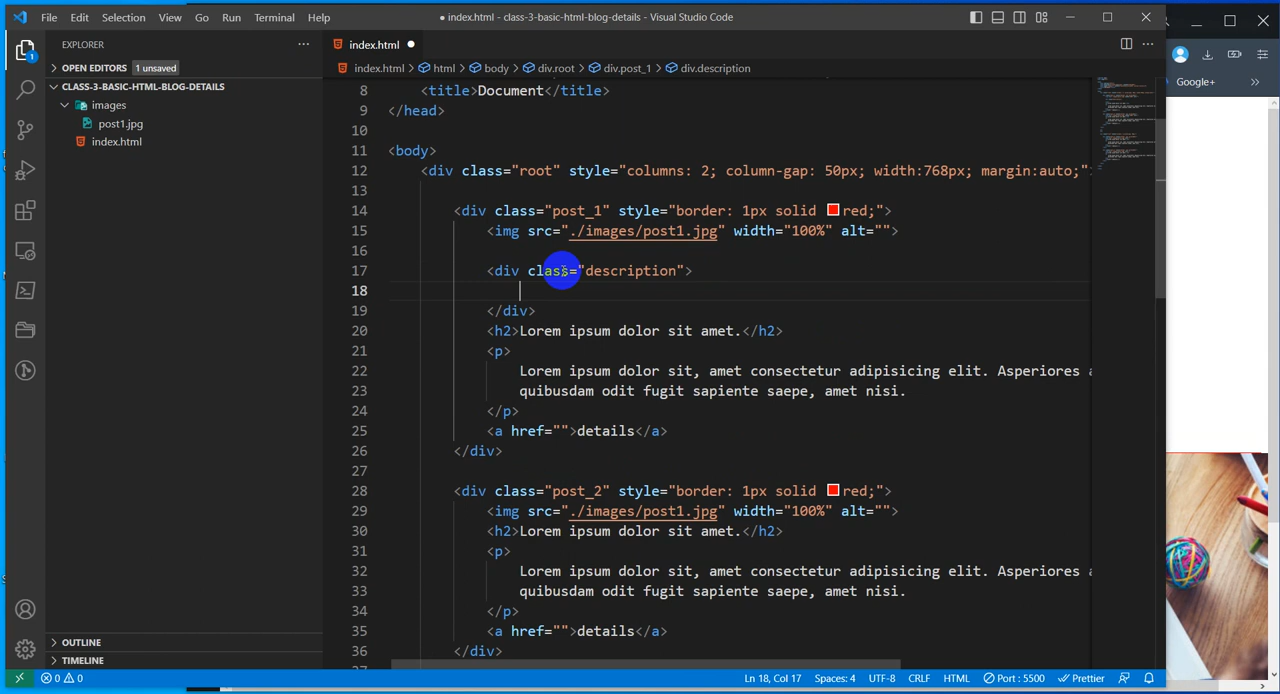 File Edit Selection View Go Run Terminal Help
● index.html - class-3-basic-html-blog-details - Visual Studio Code
EXPLORER
OPEN EDITORS 1 unsaved
CLASS-3-BASIC-HTML-BLOG-DETAILS
images
post1.jpg
index.html
OUTLINE
TIMELINE
1
index.html
index.html > html > body > div.root > div.post_1 > div.description
8 <title>Document</title>
9 </head>
10
11 <body>
12 <div class="root" style="columns: 2; column-gap: 50px; width:768px; margin:auto;"
13
14 <div class="post_1" style="border: 1px solid red;">
15 <img src="./images/post1.jpg" width="100%" alt="">
16
17 <div class="description">
18
19 </div>
20 <h2>Lorem ipsum dolor sit amet.</h2>
21 <p>
22 Lorem ipsum dolor sit, amet consectetur adipisicing elit. Asperiores
23 quibusdam odit fugit sapiente saepe, amet nisi.
24 </p>
25 <a href="">details</a>
26 </div>
27
28 <div class="post_2" style="border: 1px solid red;">
29 <img src="./images/post1.jpg" width="100%" alt="">
30 <h2>Lorem ipsum dolor sit amet.</h2>
31 <p>
32 Lorem ipsum dolor sit, amet consectetur adipisicing elit. Asperiores
33 quibusdam odit fugit sapiente saepe, amet nisi.
34 </p>
35 <a href="">details</a>
36 </div>
Google+
0 0 Ln 18, Col 17 Spaces: 4 UTF-8 CRLF HTML Port : 5500 Prettier